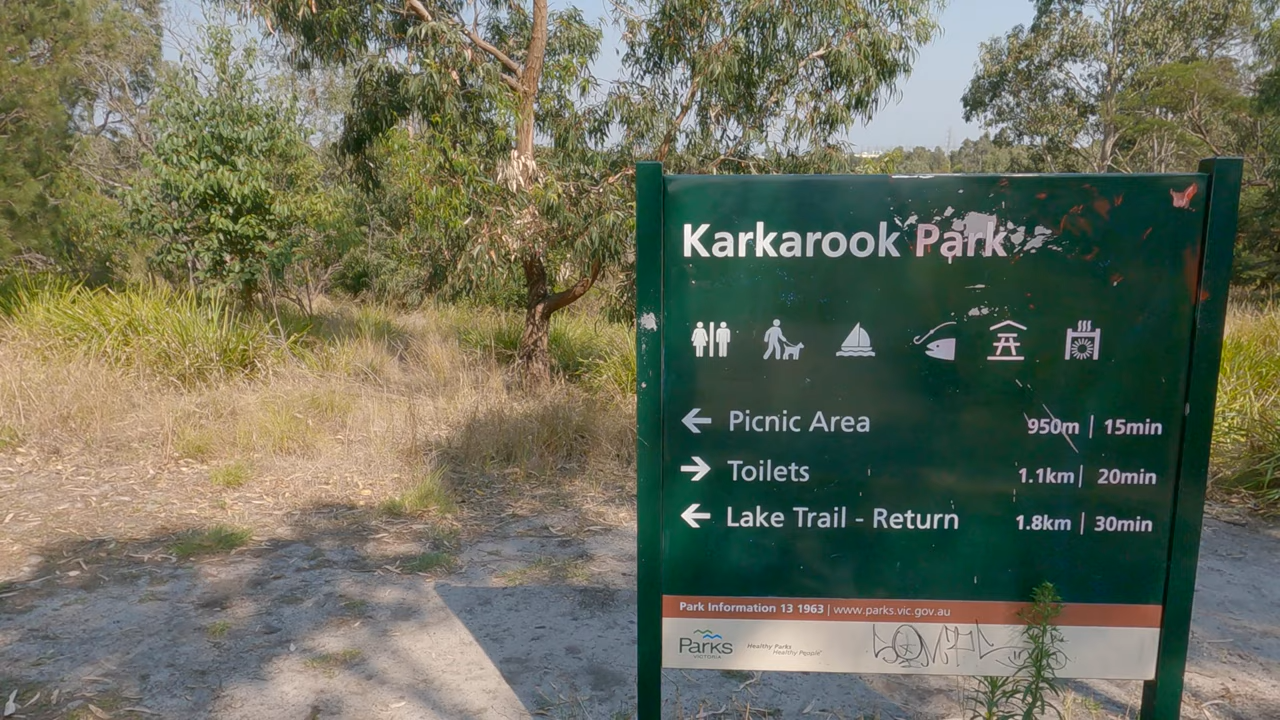 Karkarook Park
Picnic Area 950m | 15min
Toilets 1.1km | 20min
Lake Trail - Return 1.8km | 30min
Park Information 13 1963 | www.parks.vic.gov.au
Parks
VICTORIA
Healthy Parks
Healthy People